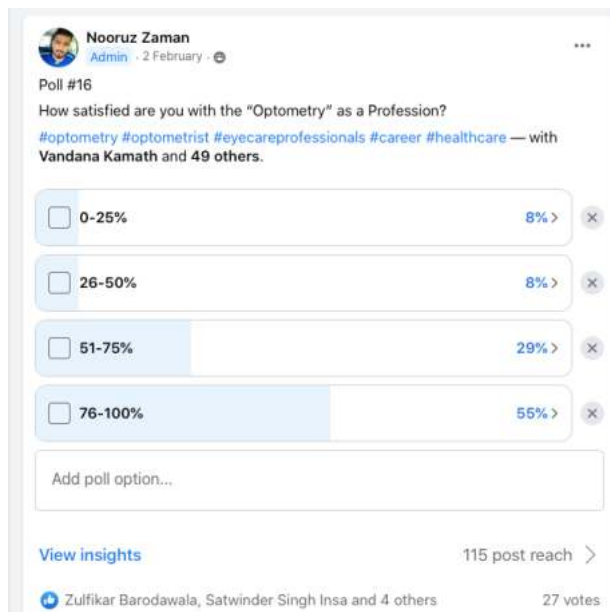 Nooruz Zaman
Admin · 2 February ·
Poll #16
How satisfied are you with the “Optometry” as a Profession?
#optometry #optometrist #eyecareprofessionals #career #healthcare — with
Vandana Kamath and 49 others.
0-25% 8%
26-50% 8%
51-75% 29%
76-100% 55%
Add poll option...
View insights 115 post reach
Zulfikar Barodawala, Satwinder Singh Insa and 4 others 27 votes